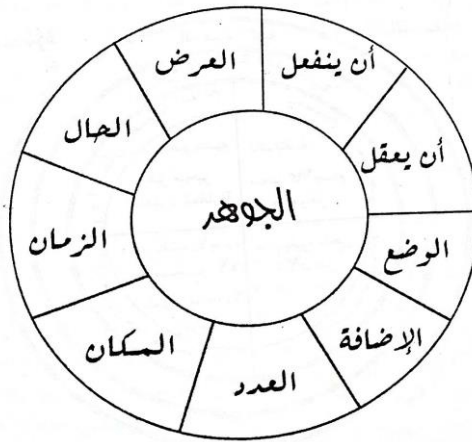 العرض
أن ينفعل
أن يعقل
الوضع
الإضافة
العدد
المكان
الزمان
الحال
الجوهر